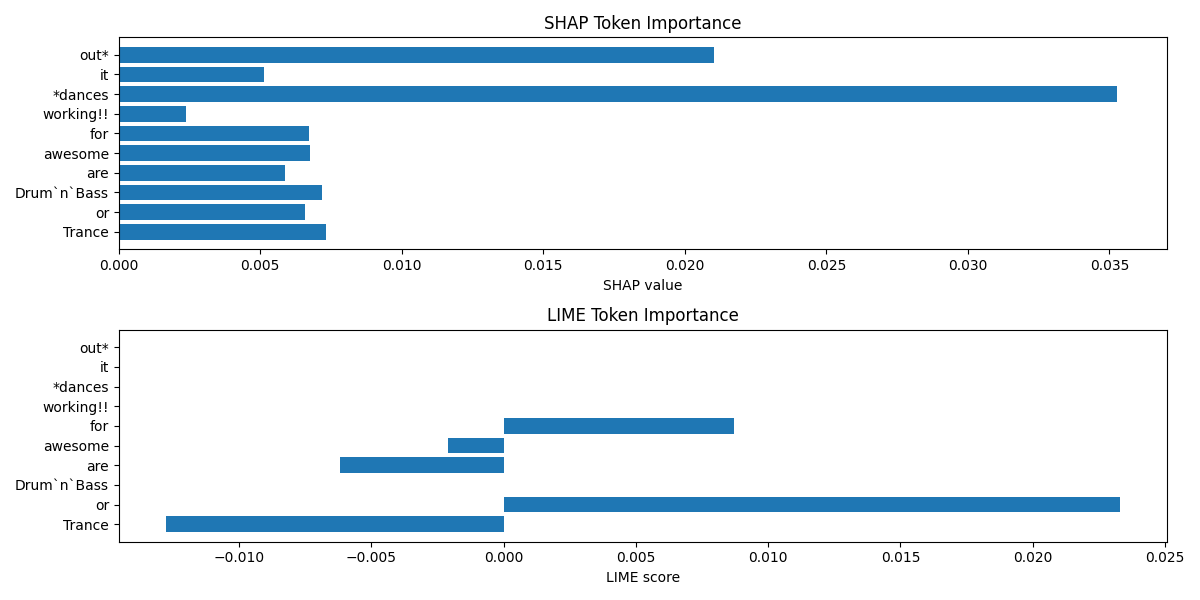 SHAP Token Importance
out*
it
*dances
working!!
for
awesome
are
Drum`n`Bass
or
Trance
0.000 0.005 0.010 0.015 0.020 0.025 0.030 0.035
SHAP value
LIME Token Importance
out*
it
*dances
working!!
for
awesome
are
Drum`n`Bass
or
Trance
−0.010 −0.005 0.000 0.005 0.010 0.015 0.020 0.025
LIME score